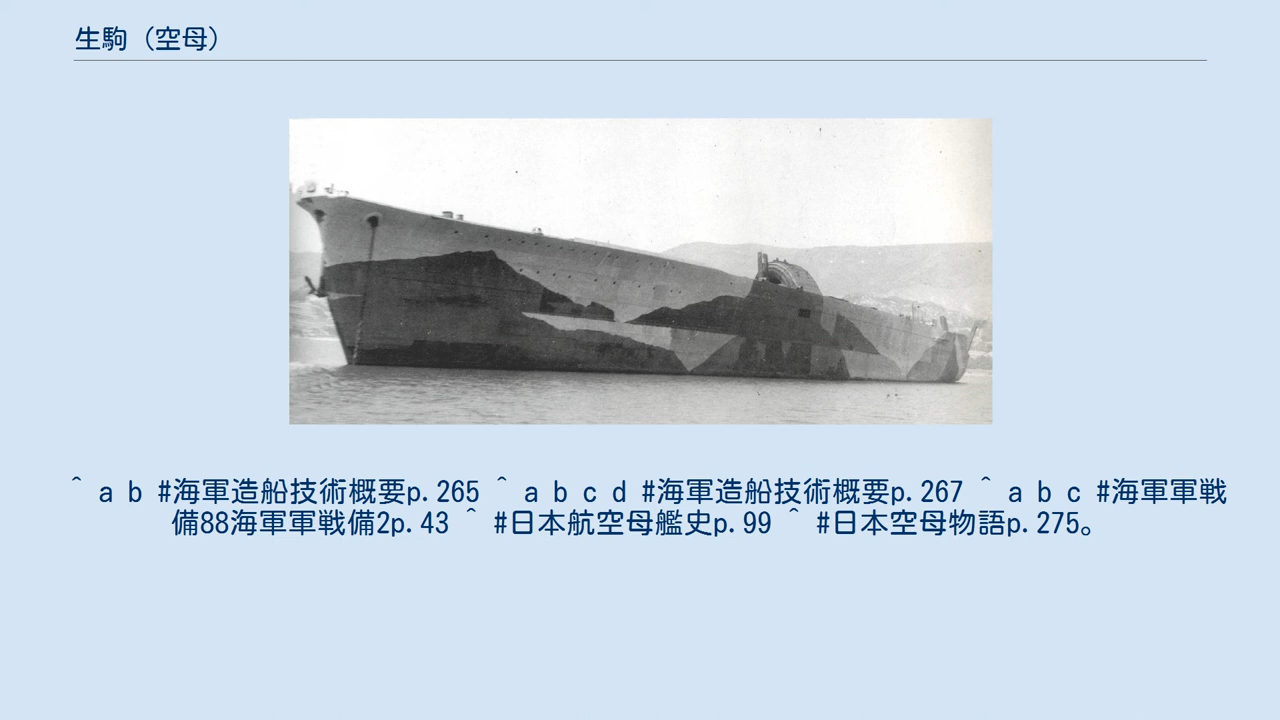 生駒（空母）
^ a b #海軍造船技術概要p.265 ^ a b c d #海軍造船技術概要p.267 ^ a b c #海軍軍戦
備88海軍軍戦備2p.43 ^ #日本航空母艦史p.99 ^ #日本空母物語p.275。